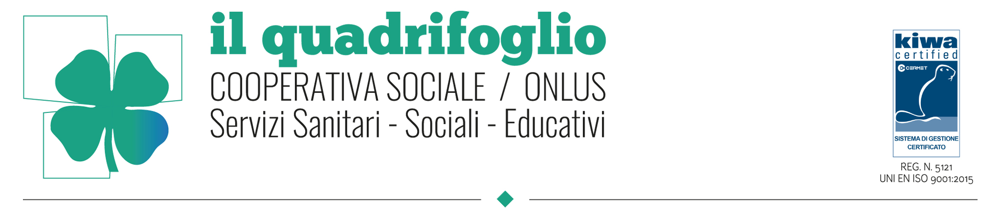 il quadrifoglio
COOPERATIVA SOCIALE / ONLUS
Servizi Sanitari - Sociali - Educativi
kiwa
certified
CERMET
SISTEMA DI GESTIONE
CERTIFICATO
REG. N. 5121
UNI EN ISO 9001:2015